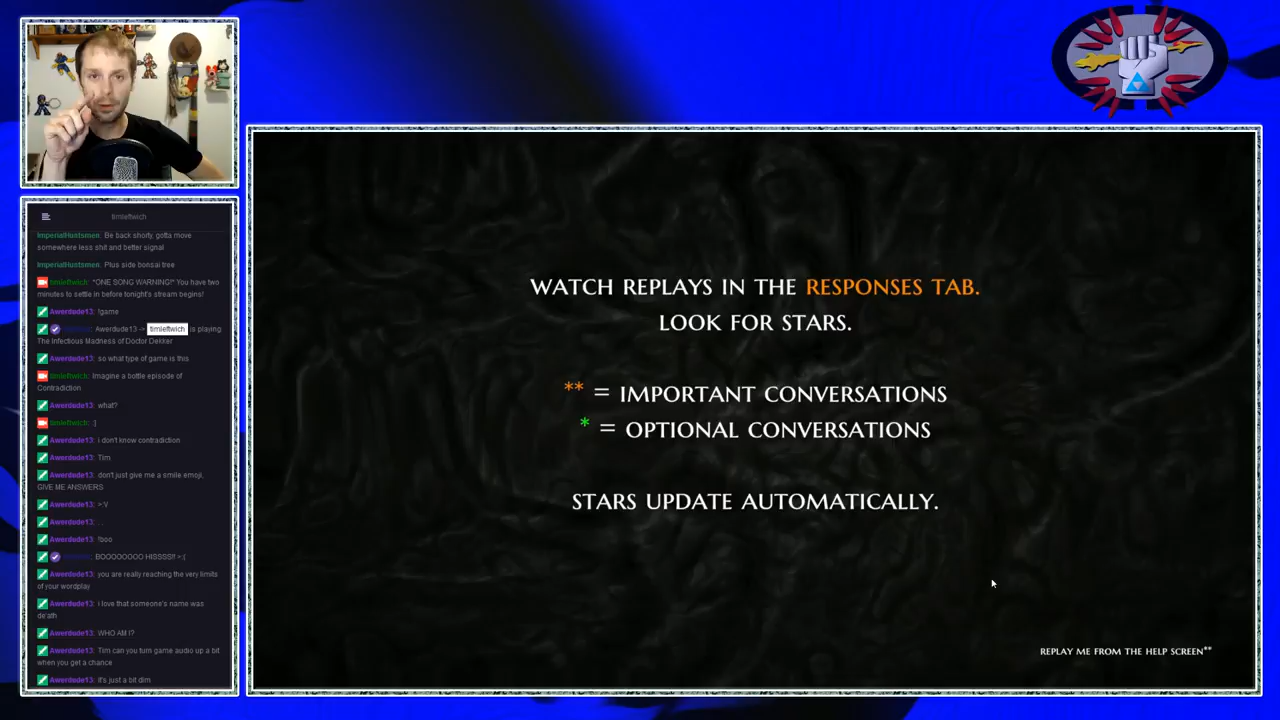 timleftwich
ImperialHuntsmen: Be back shorty, gotta move
somewhere less shit and better signal
ImperialHuntsmen: Plus side bonsai tree
timleftwich: *ONE SONG WARNING!* You have two
minutes to settle in before tonight's stream begins!
Awerdude13: !game
: Awerdude13 -> timleftwich is playing
The Infectious Madness of Doctor Dekker
Awerdude13: so what type of game is this
timleftwich: Imagine a bottle episode of
Contradiction
Awerdude13: what?
timleftwich: :]
Awerdude13: i don't know contradiction
Awerdude13: Tim
Awerdude13: don't just give me a smile emoji,
GIVE ME ANSWERS
Awerdude13: >:V
Awerdude13: ...
Awerdude13: !boo
: BOOOOOOOO HISSSS!! >:(
Awerdude13: you are really reaching the very limits
of your wordplay
Awerdude13: i love that someone's name was
de'ath
Awerdude13: WHO AM I?
Awerdude13: Tim can you turn game audio up a bit
when you get a chance
Awerdude13: it's just a bit dim
WATCH REPLAYS IN THE RESPONSES TAB.
LOOK FOR STARS.
** = IMPORTANT CONVERSATIONS
* = OPTIONAL CONVERSATIONS
STARS UPDATE AUTOMATICALLY.
REPLAY ME FROM THE HELP SCREEN**